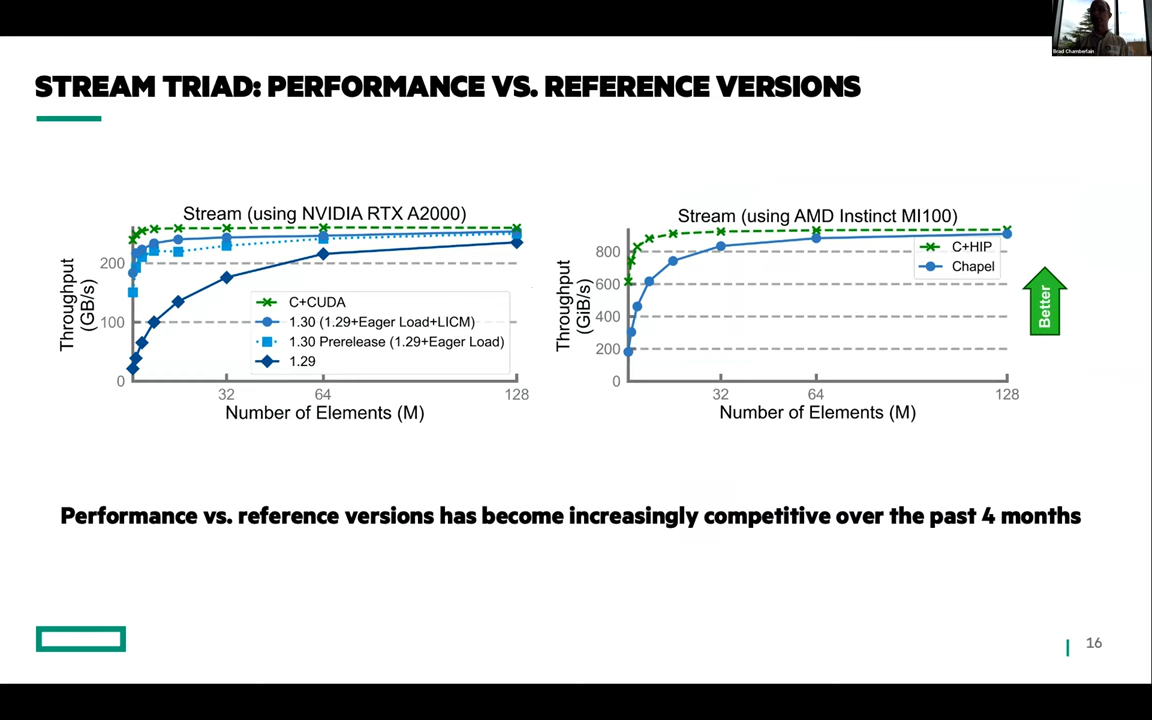 Brad Chamberlain
STREAM TRIAD: PERFORMANCE VS. REFERENCE VERSIONS
Stream (using NVIDIA RTX A2000)
Throughput
(GB/s)
200
100
0
C+CUDA
1.30 (1.29+Eager Load+LICM)
1.30 Prerelease (1.29+Eager Load)
1.29
32
64
128
Number of Elements (M)
Stream (using AMD Instinct MI100)
Throughput
(GiB/s)
800
600
400
200
0
C+HIP
Chapel
32
64
128
Number of Elements (M)
Better
Performance vs. reference versions has become increasingly competitive over the past 4 months
16